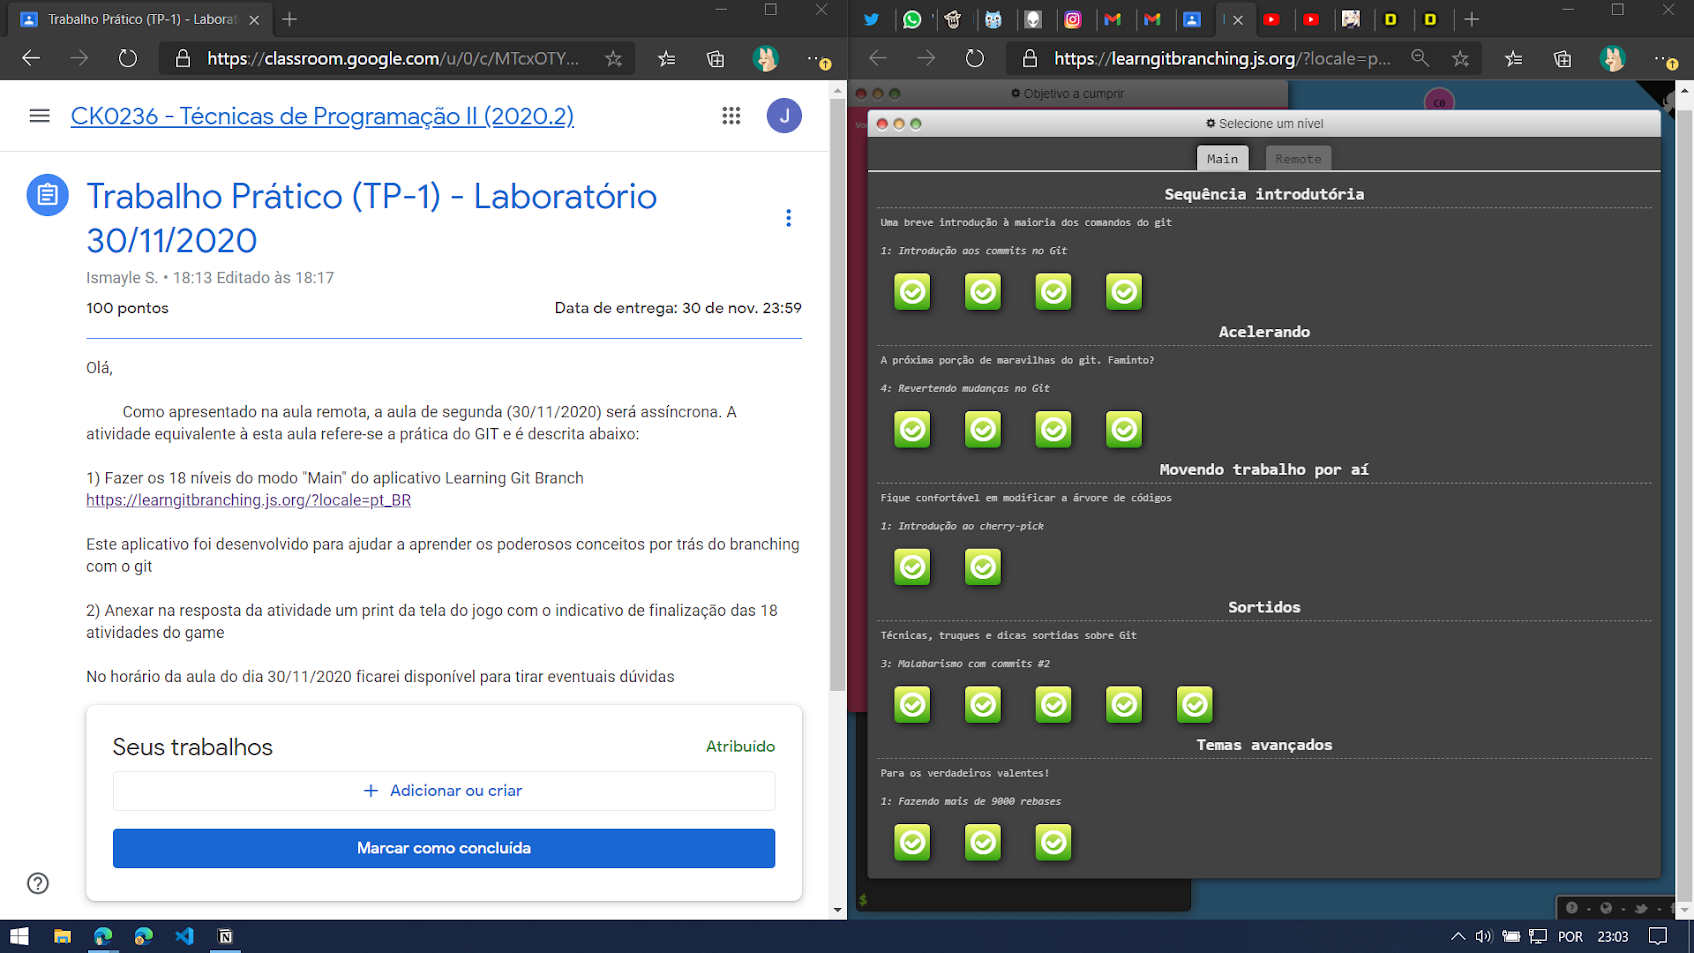 Trabalho Prático (TP-1) - Laborat
https://classroom.google.com/u/0/c/MTcxOTY...
CK0236 - Técnicas de Programação II (2020.2)
J
Trabalho Prático (TP-1) - Laboratório
30/11/2020
Ismayle S. • 18:13 Editado às 18:17
100 pontos
Data de entrega: 30 de nov. 23:59
Olá,
Como apresentado na aula remota, a aula de segunda (30/11/2020) será assíncrona. A
atividade equivalente à esta aula refere-se a prática do GIT e é descrita abaixo:
1) Fazer os 18 níveis do modo "Main" do aplicativo Learning Git Branch
https://learngitbranching.js.org/?locale=pt_BR
Este aplicativo foi desenvolvido para ajudar a aprender os poderosos conceitos por trás do branching
com o git
2) Anexar na resposta da atividade um print da tela do jogo com o indicativo de finalização das 18
atividades do game
No horário da aula do dia 30/11/2020 ficarei disponível para tirar eventuais dúvidas
Seus trabalhos
Atribuído
+ Adicionar ou criar
Marcar como concluída
https://learngitbranching.js.org/?locale=p...
Objetivo a cumprir
C0
Selecione um nível
Main
Remote
Sequência introdutória
Uma breve introdução à maioria dos comandos do git
1: Introdução aos commits no Git
Acelerando
A próxima porção de maravilhas do git. Faminto?
4: Revertendo mudanças no Git
Movendo trabalho por aí
Fique confortável em modificar a árvore de códigos
1: Introdução ao cherry-pick
Sortidos
Técnicas, truques e dicas sortidas sobre Git
3: Malabarismo com commits #2
Temas avançados
Para os verdadeiros valentes!
1: Fazendo mais de 9000 rebases
$
POR
23:03